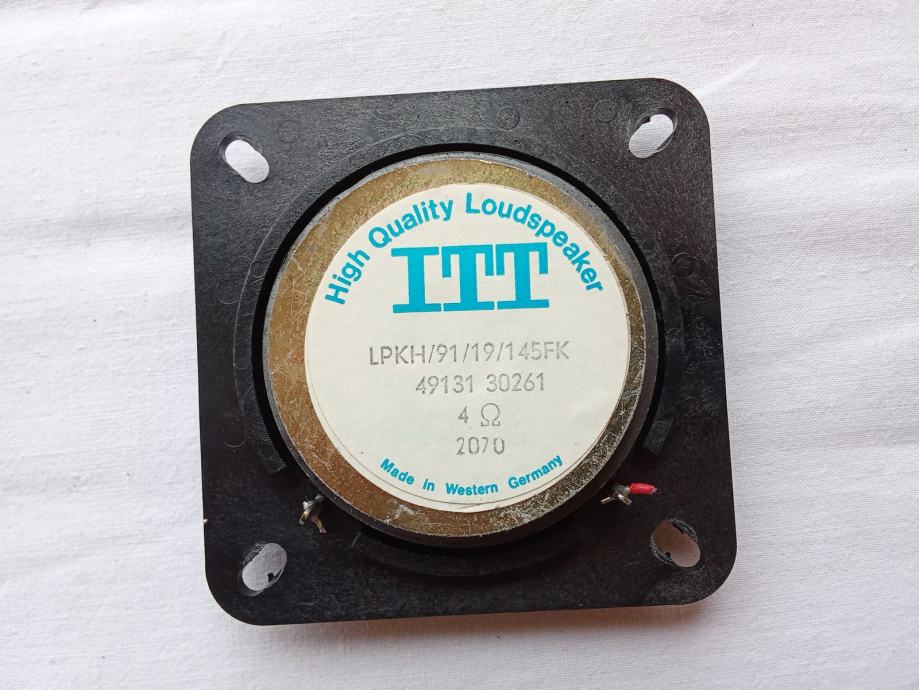 High Quality Loudspeaker
ITT
LPKH/91/19/145FK
49131 30261
4 Ω
2070
Made in Western Germany